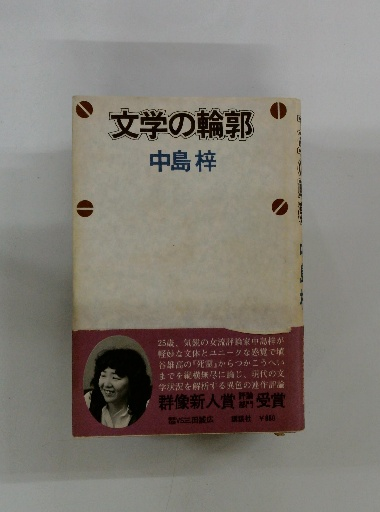 文学の輪郭
中島梓
25歳、気鋭の女流評論家中島梓が
軽妙な文体とユニークな感覚で埴
谷雄高の『死霊』からつかこうへい
までを縦横無尽に論じ、現代の文
学状況を解析する異色の連作評論
群像新人賞 評論部門 受賞
講談社 ¥880